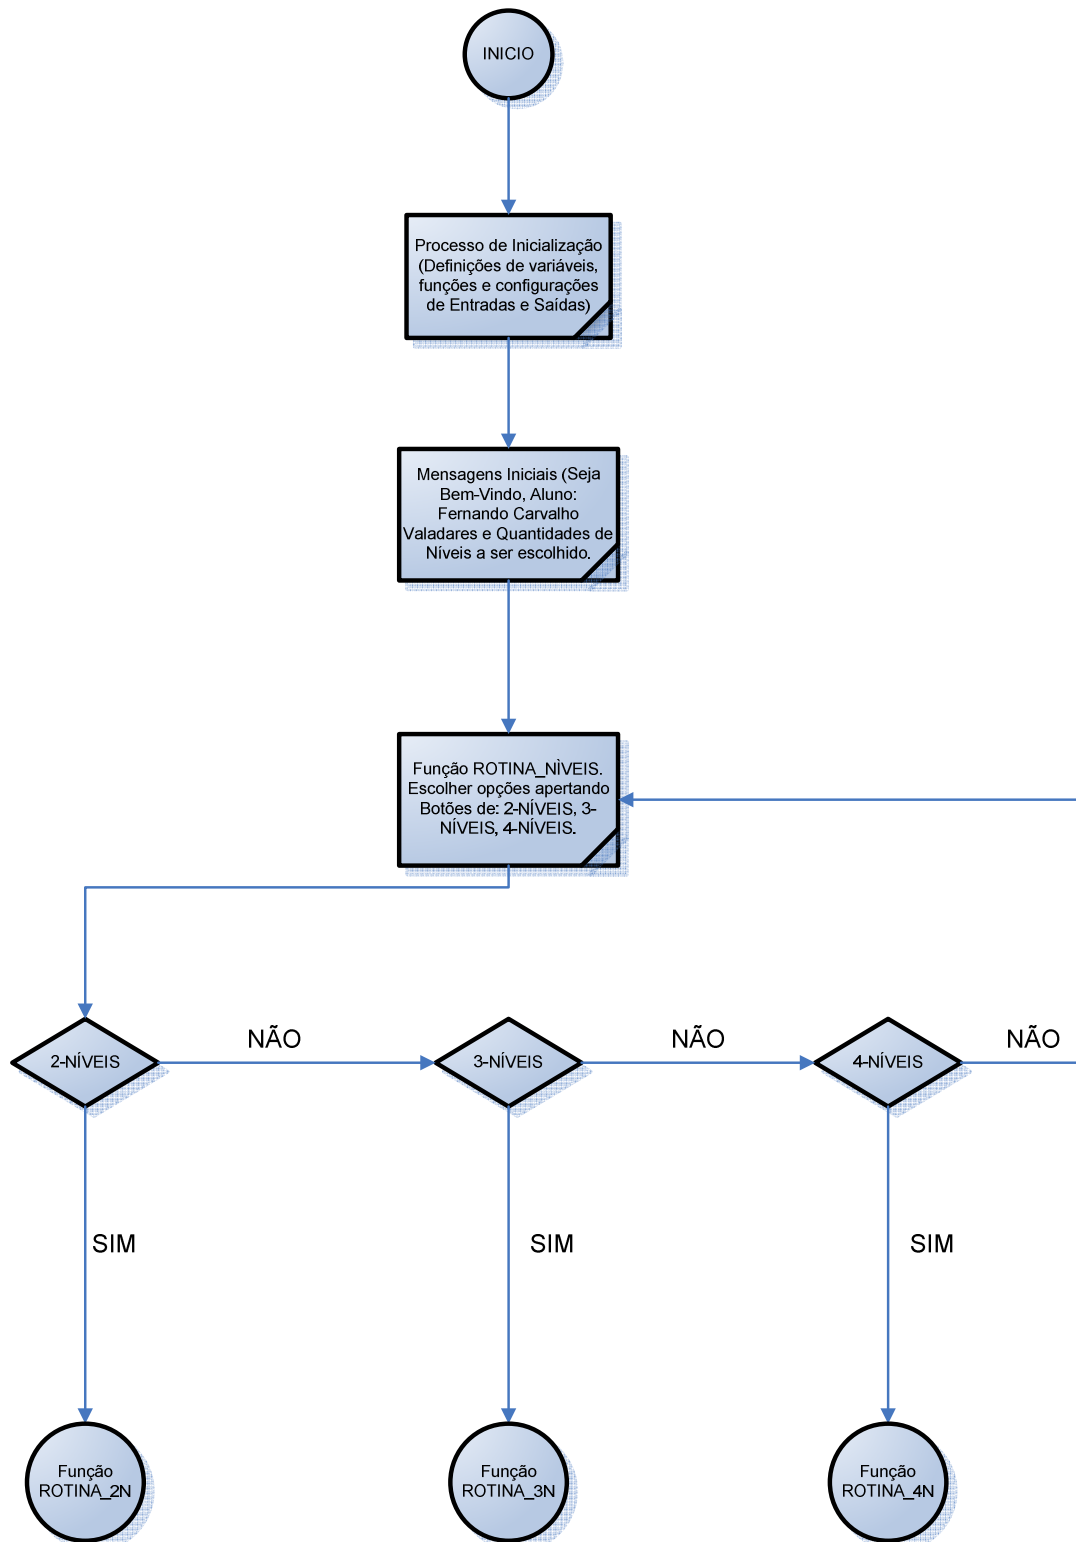 INICIO
Processo de Inicialização
(Definições de variáveis,
funções e configurações
de Entradas e Saídas)
Mensagens Iniciais (Seja
Bem-Vindo, Aluno:
Fernando Carvalho
Valadares e Quantidades de
Níveis a ser escolhido.
Função ROTINA_NÌVEIS.
Escolher opções apertando
Botões de: 2-NÍVEIS, 3-
NÍVEIS, 4-NÍVEIS.
2-NÍVEIS
NÃO
3-NÍVEIS
NÃO
4-NÍVEIS
NÃO
SIM
SIM
SIM
Função
ROTINA_2N
Função
ROTINA_3N
Função
ROTINA_4N